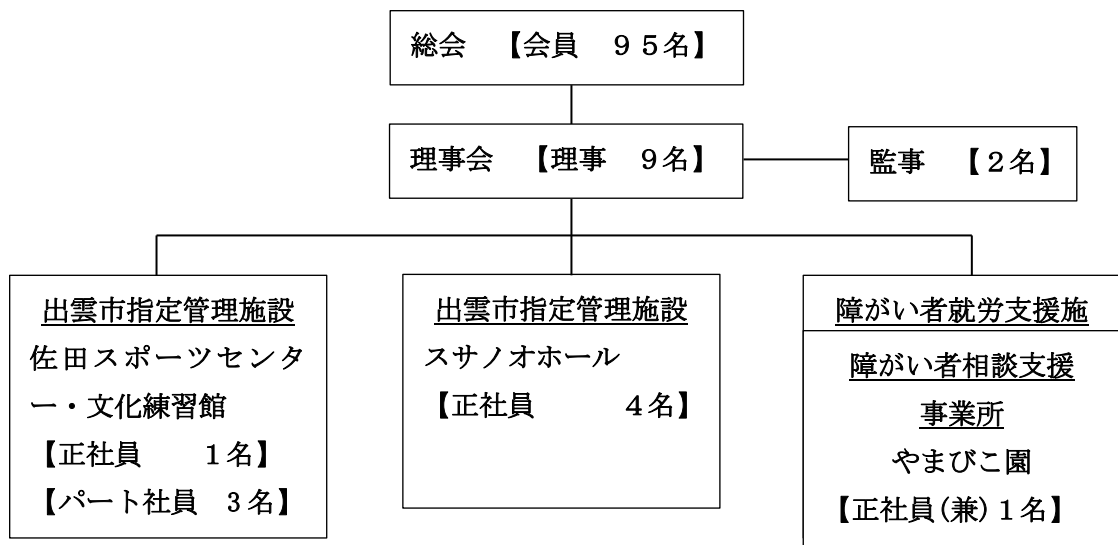 総会　【会員　９５名】
理事会　【理事　９名】
監事　【２名】
出雲市指定管理施設
佐田スポーツセンタ
ー・文化練習館
【正社員　　１名】
【パート社員　３名】
出雲市指定管理施設
スサノオホール
【正社員　　　４名】
障がい者就労支援施
障がい者相談支援
事業所
やまびこ園
【正社員(兼)１名】